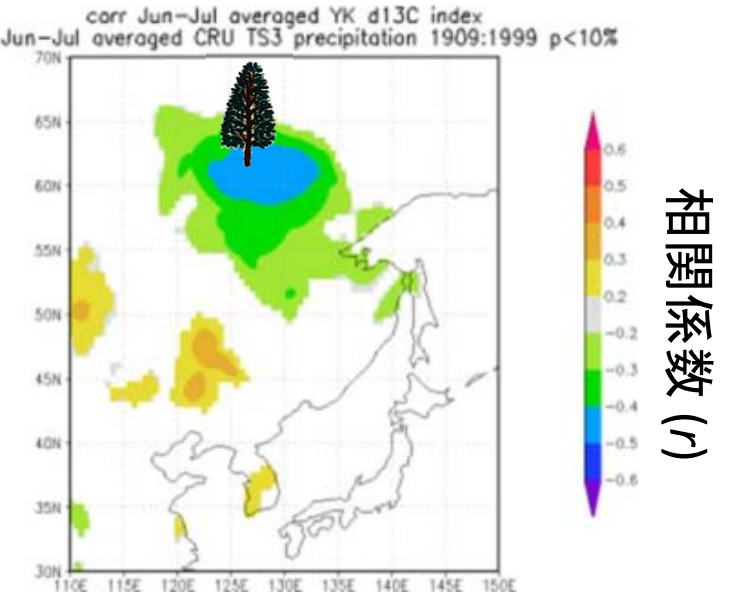 corr Jun-Jul averaged YK d13C index
Jun-Jul averaged CRU TS3 precipitation 1909:1999 p<10%
70N
65N
60N
55N
50N
45N
40N
35N
30N
110E 115E 120E 125E 130E 135E 140E 145E 150E
0.6
0.5
0.4
0.3
0.2
-0.2
-0.3
-0.4
-0.5
-0.6
相関係数 (r)